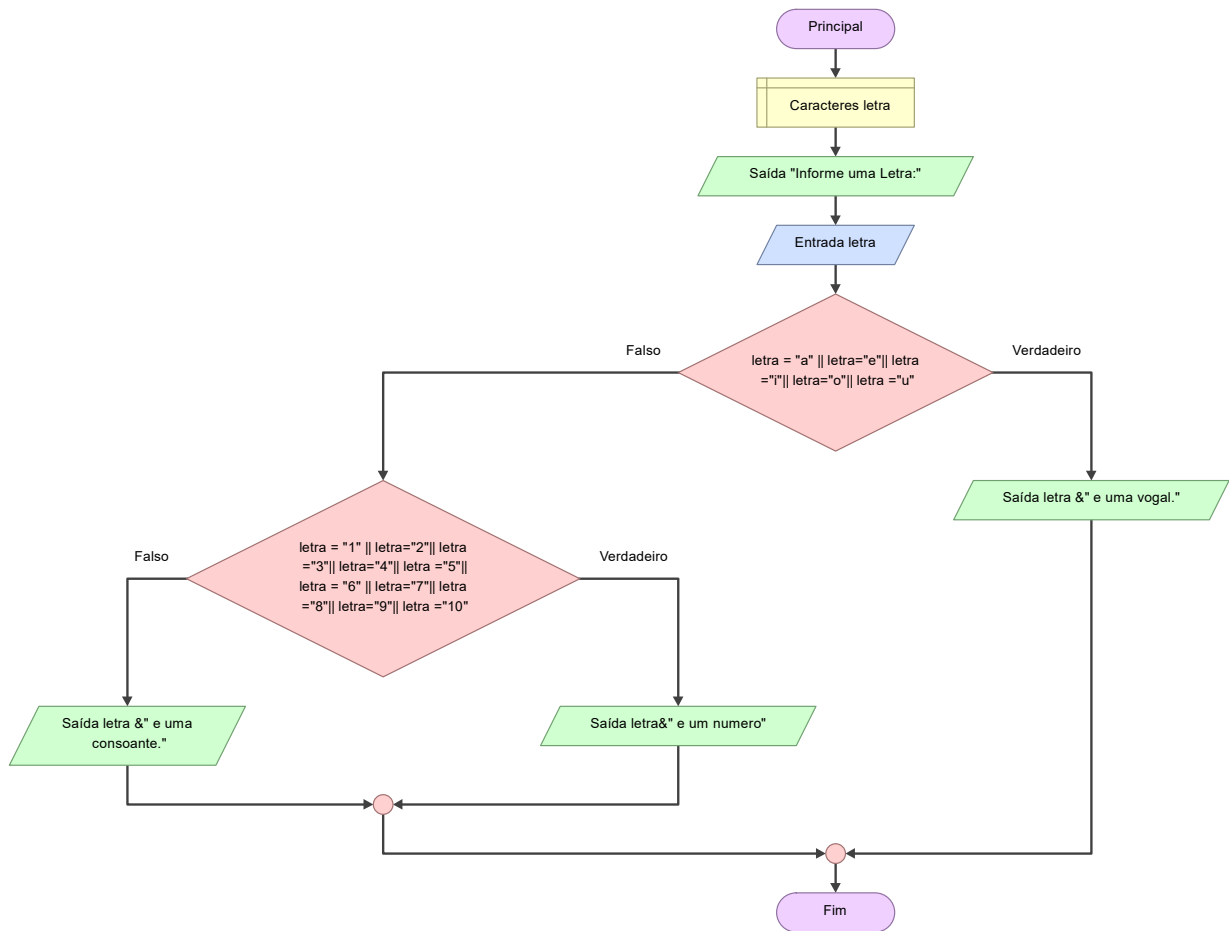 Principal
Caracteres letra
Saída "Informe uma Letra:"
Entrada letra
Falso
Verdadeiro
letra = "a" || letra="e"|| letra
="i"|| letra="o"|| letra ="u"
Saída letra &" e uma vogal."
Falso
Verdadeiro
letra = "1" || letra="2"|| letra
="3"|| letra="4"|| letra ="5"||
letra = "6" || letra="7"|| letra
="8"|| letra="9"|| letra ="10"
Saída letra &" e uma
consoante."
Saída letra&" e um numero"
Fim